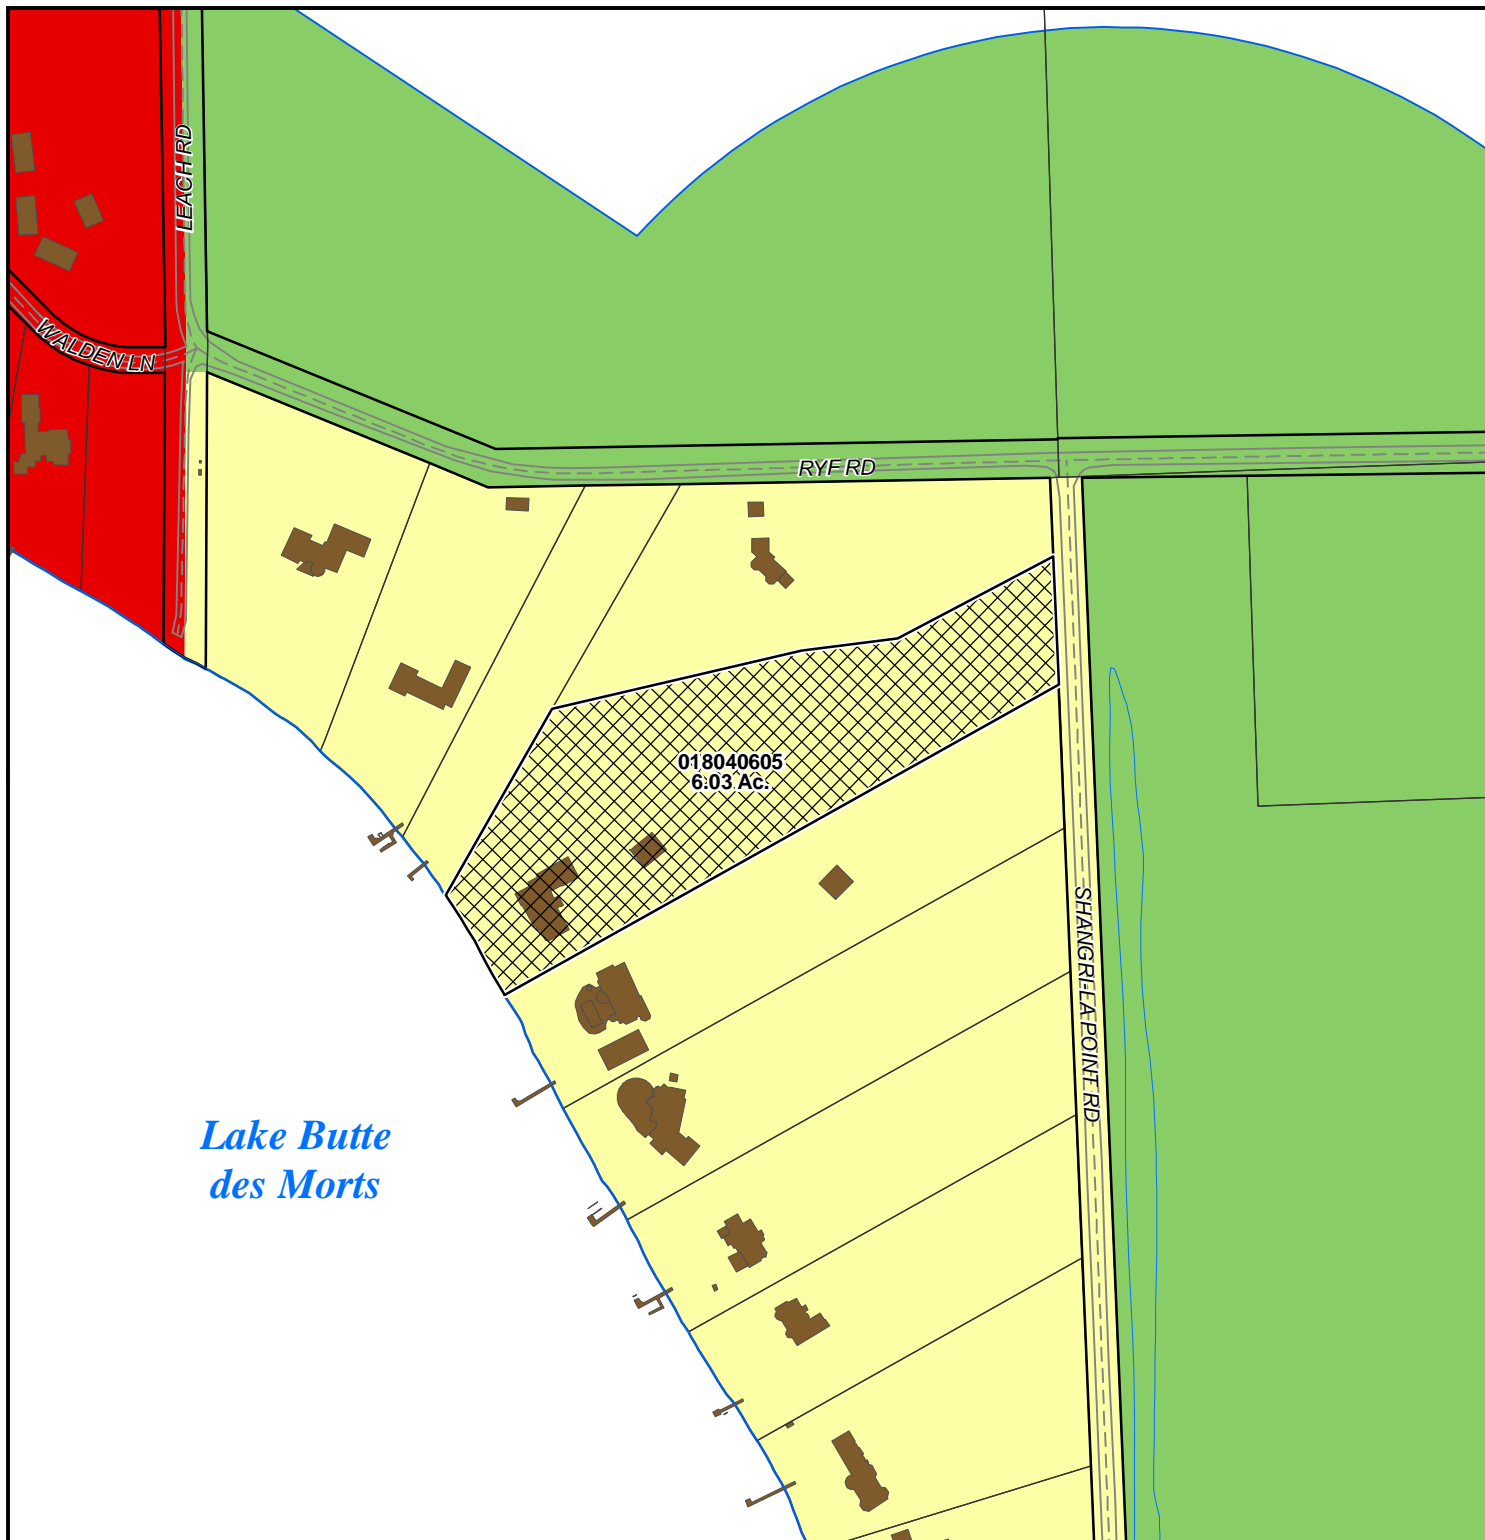 LEACH RD
WALDEN LN
RYF RD
018040605
6.03 Ac.
SHANGRI-LA POINT RD
Lake Butte
des Morts